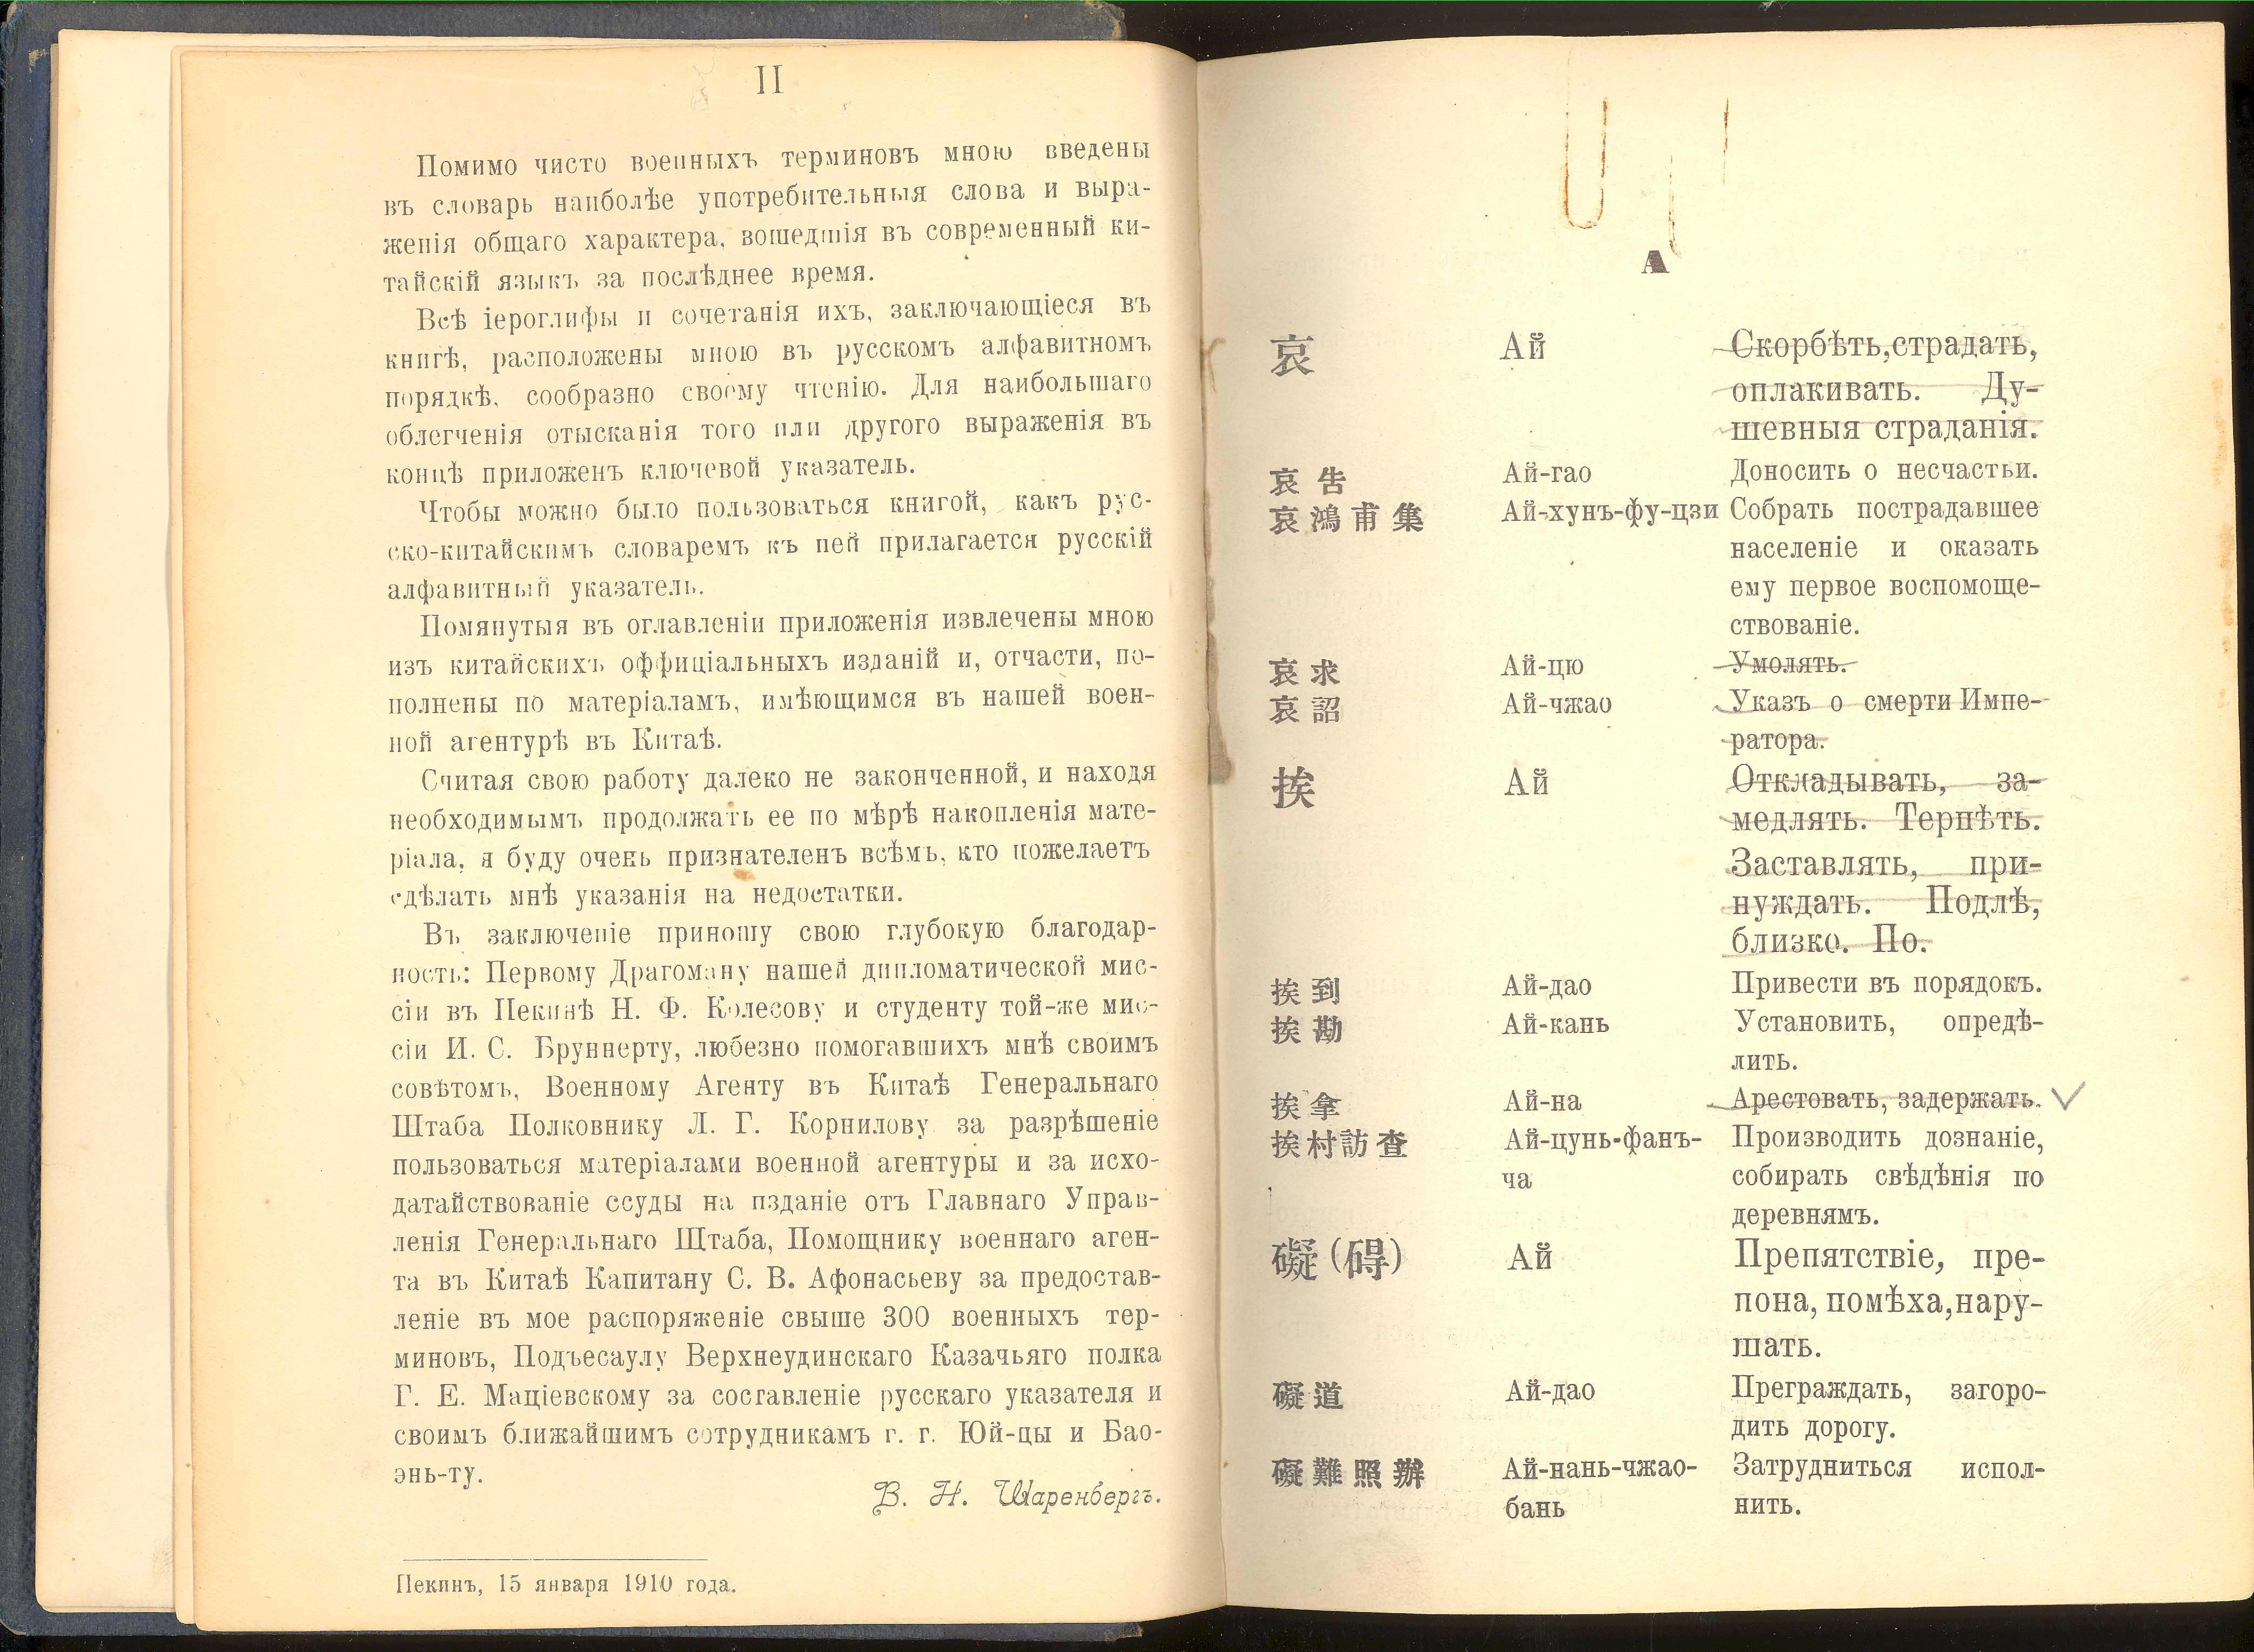 II
Помимо чисто военныхъ терминовъ мною введены
въ словарь наиболѣе употребительныя слова и выра-
женія общаго характера, вошедшія въ современный ки-
тайскій языкъ за послѣднее время.
Всѣ іероглифы и сочетанія ихъ, заключающіеся въ
книгѣ, расположены мною въ русскомъ алфавитномъ
порядкѣ, сообразно своему чтенію. Для наибольшаго
облегченія отысканія того или другого выраженія въ
концѣ приложенъ ключевой указатель.
Чтобы можно было пользоваться книгой, какъ рус-
ско-китайскимъ словаремъ къ ней прилагается русскій
алфавитный указатель.
Помянутыя въ оглавленіи приложенія извлечены мною
изъ китайскихъ оффиціальныхъ изданій и, отчасти, по-
полнены по матеріаламъ, имѣющимся въ нашей воен-
ной агентурѣ въ Китаѣ.
Считая свою работу далеко не законченной, и находя
необходимымъ продолжать ее по мѣрѣ накопленія мате-
ріала, я буду очень признателенъ всѣмъ, кто пожелаетъ
сдѣлать мнѣ указанія на недостатки.
Въ заключеніе приношу свою глубокую благодар-
ность: Первому Драгоману нашей дипломатической мис-
сіи въ Пекинѣ Н. Ф. Колесову и студенту той-же мис-
сіи И. С. Бруннерту, любезно помогавшихъ мнѣ своимъ
совѣтомъ, Военному Агенту въ Китаѣ Генеральнаго
Штаба Полковнику Л. Г. Корнилову за разрѣшеніе
пользоваться матеріалами военной агентуры и за исхо-
датайствованіе ссуды на изданіе отъ Главнаго Управ-
ленія Генеральнаго Штаба, Помощнику военнаго аген-
та въ Китаѣ Капитану С. В. Афонасьеву за предостав-
леніе въ мое распоряженіе свыше 300 военныхъ тер-
миновъ, Подъесаулу Верхнеудинскаго Казачьяго полка
Г. Е. Маціевскому за составленіе русскаго указателя и
своимъ ближайшимъ сотрудникамъ г. г. Юй-цы и Бао-
энь-ту.
В. Н. Шаренбергъ.
Пекинъ, 15 января 1910 года.
А
哀 Ай Скорбѣть, страдать,
оплакивать. Ду-
шевныя страданія.
哀告 Ай-гао Доносить о несчастьи.
哀鴻甫集 Ай-хунъ-фу-цзи Собрать пострадавшее
населеніе и оказать
ему первое воспомоще-
ствованіе.
哀求 Ай-цю Умолять.
哀詔 Ай-чжао Указъ о смерти Импе-
ратора.
挨 Ай Откладывать, за-
медлять. Терпѣть.
Заставлять, при-
нуждать. Подлѣ,
близко. По.
挨到 Ай-дао Привести въ порядокъ.
挨勘 Ай-кань Установить, опредѣ-
лить.
挨拿 Ай-на Арестовать, задержать.
挨村訪查 Ай-цунь-фанъ- Производить дознаніе,
ча собирать свѣдѣнія по
деревнямъ.
礙(碍) Ай Препятствіе, пре-
пона, помѣха, нару-
шать.
礙道 Ай-дао Преграждать, загоро-
дить дорогу.
礙難照辦 Ай-нань-чжао- Затрудниться испол-
бань нить.